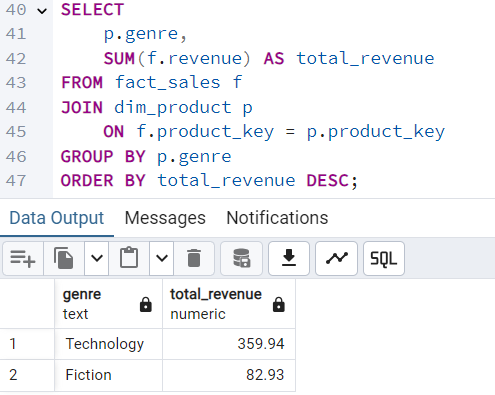 40 SELECT
41 p.genre,
42 SUM(f.revenue) AS total_revenue
43 FROM fact_sales f
44 JOIN dim_product p
45 ON f.product_key = p.product_key
46 GROUP BY p.genre
47 ORDER BY total_revenue DESC;
Data Output Messages Notifications
SQL
genre total_revenue
text numeric
1 Technology 359.94
2 Fiction 82.93